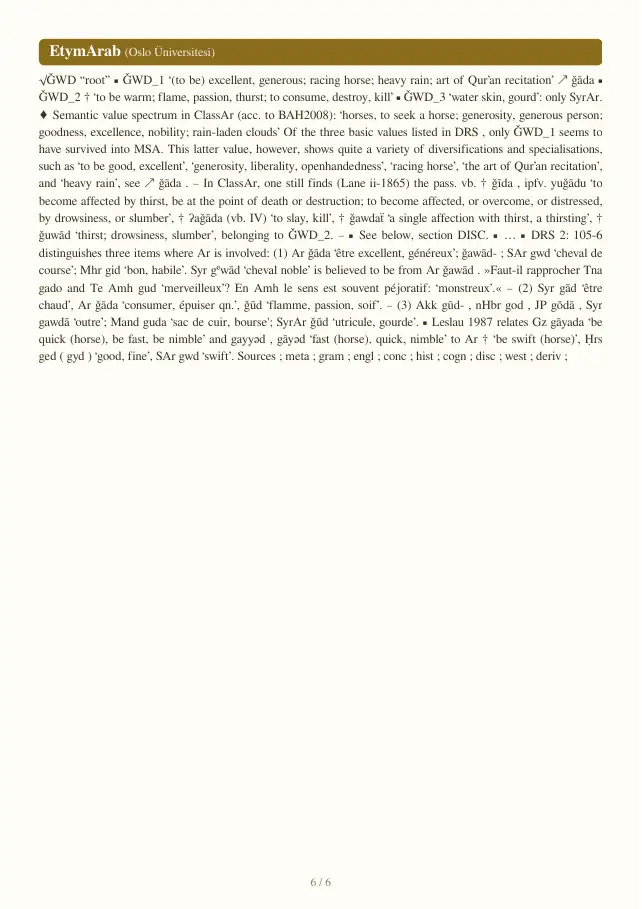 EtymArab (Oslo Üniversitesi)
√ǦWD “root” ▪ ǦWD_1 ‘(to be) excellent, generous; racing horse; heavy rain; art of Qurʾan recitation’ ↗ ǧāda ▪
ǦWD_2 † ‘to be warm; flame, passion, thurst; to consume, destroy, kill’ ▪ ǦWD_3 ‘water skin, gourd’: only SyrAr.
♦ Semantic value spectrum in ClassAr (acc. to BAH2008): ‘horses, to seek a horse; generosity, generous person;
goodness, excellence, nobility; rain-laden clouds’ Of the three basic values listed in DRS , only ǦWD_1 seems to
have survived into MSA. This latter value, however, shows quite a variety of diversifications and specialisations,
such as ‘to be good, excellent’, ‘generosity, liberality, openhandedness’, ‘racing horse’, ‘the art of Qurʾan recitation’,
and ‘heavy rain’, see ↗ ǧāda . – In ClassAr, one still finds (Lane ii-1865) the pass. vb. † ǧīda , ipfv. yuǧādu ‘to
become affected by thirst, be at the point of death or destruction; to become affected, or overcome, or distressed,
by drowsiness, or slumber’, † ʔaǧāda (vb. IV) ‘to slay, kill’, † ǧawdaẗ ‘a single affection with thirst, a thirsting’, †
ǧuwād ‘thirst; drowsiness, slumber’, belonging to ǦWD_2. – ▪ See below, section DISC. ▪ … ▪ DRS 2: 105-6
distinguishes three items where Ar is involved: (1) Ar ǧāda ‘être excellent, généreux’; ǧawād- ; SAr gwd ‘cheval de
course’; Mhr gid ‘bon, habile’. Syr gᵉwād ‘cheval noble’ is believed to be from Ar ǧawād . »Faut-il rapprocher Tna
gado and Te Amh gud ‘merveilleux’? En Amh le sens est souvent péjoratif: ‘monstreux’.« – (2) Syr gād ‘être
chaud’, Ar ǧāda ‘consumer, épuiser qn.’, ǧūd ‘flamme, passion, soif’. – (3) Akk gūd- , nHbr god , JP gōdā , Syr
gawdā ‘outre’; Mand guda ‘sac de cuir, bourse'; SyrAr ǧūd ‘utricule, gourde’. ▪ Leslau 1987 relates Gz gāyada ‘be
quick (horse), be fast, be nimble’ and gayyəd , gāyəd ‘fast (horse), quick, nimble’ to Ar † ‘be swift (horse)’, Ḥrs
ged ( gyd ) ‘good, fine’, SAr gwd ‘swift’. Sources ; meta ; gram ; engl ; conc ; hist ; cogn ; disc ; west ; deriv ;
6 / 6